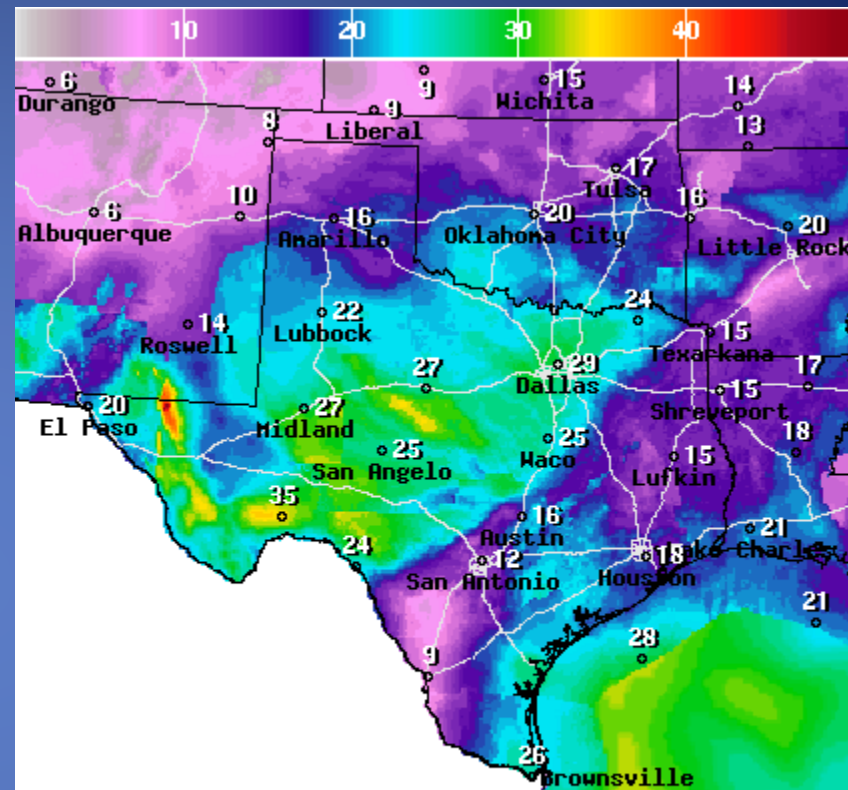 10 20 30 40
9
6 15
Durango Wichita 14
9
Liberal
8 13
17
Tulsa
6 10 16 20 16
Albuquerque Amarillo Oklahoma City 20
Little Rock
22 24
14 Lubbock 15
Roswell Texarkana
29
27 Dallas 17
20 27 15
El Paso Midland Shreveport
25 25 18
San Angelo Waco 15
Lufkin
35 16 21
Austin Lake Charles
24 12 18
San Antonio Houston
21
28
9
26
Brownsville